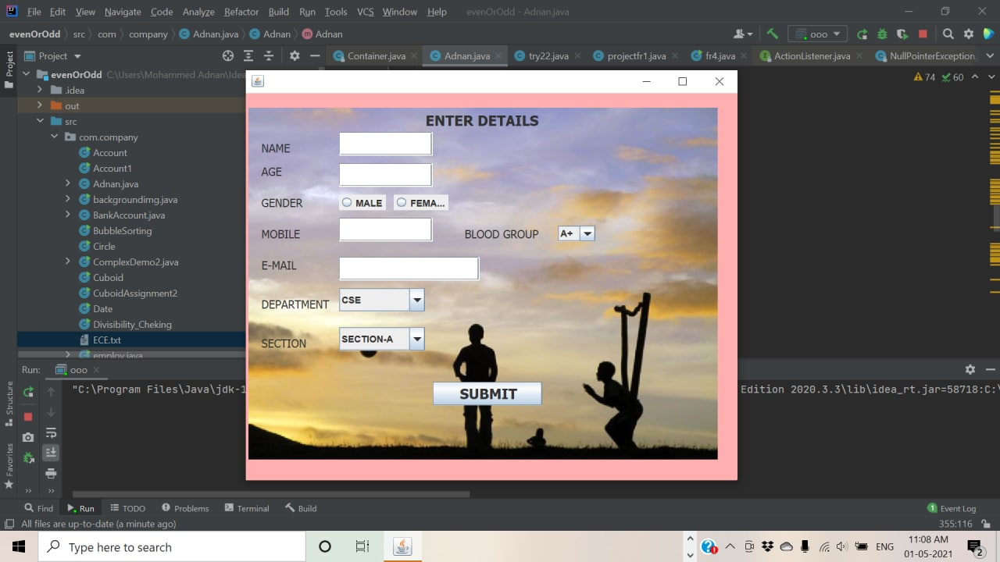 File Edit View Navigate Code Analyze Refactor Build Run Tools VCS Window Help evenOrOdd - Adnan.java
evenOrOdd src com company Adnan.java Adnan m Adnan ooo
Project
Project Container.java Adnan.java try22.java projectfr1.java fr4.java ActionListener.java NullPointerException.
evenOrOdd C:\Users\Mohammed Adnan\Idea
74 60
.idea
out
src
com.company
Account
Account1
Adnan.java
backgroundimg.java
BankAccount.java
BubbleSorting
Circle
ComplexDemo2.java
Cuboid
CuboidAssignment2
Date
Divisibility_Cheking
ECE.txt
employ.java
ENTER DETAILS
NAME
AGE
GENDER MALE FEMA...
MOBILE BLOOD GROUP A+
E-MAIL
DEPARTMENT CSE
SECTION SECTION-A
SUBMIT
Run: ooo
"C:\Program Files\Java\jdk-1 Edition 2020.3.3\lib\idea_rt.jar=58718:C:\
Structure
Favorites
Find Run TODO Problems Terminal Build 1 Event Log
All files are up-to-date (a minute ago) 355:116
Type here to search ENG 11:08 AM
01-05-2021 2